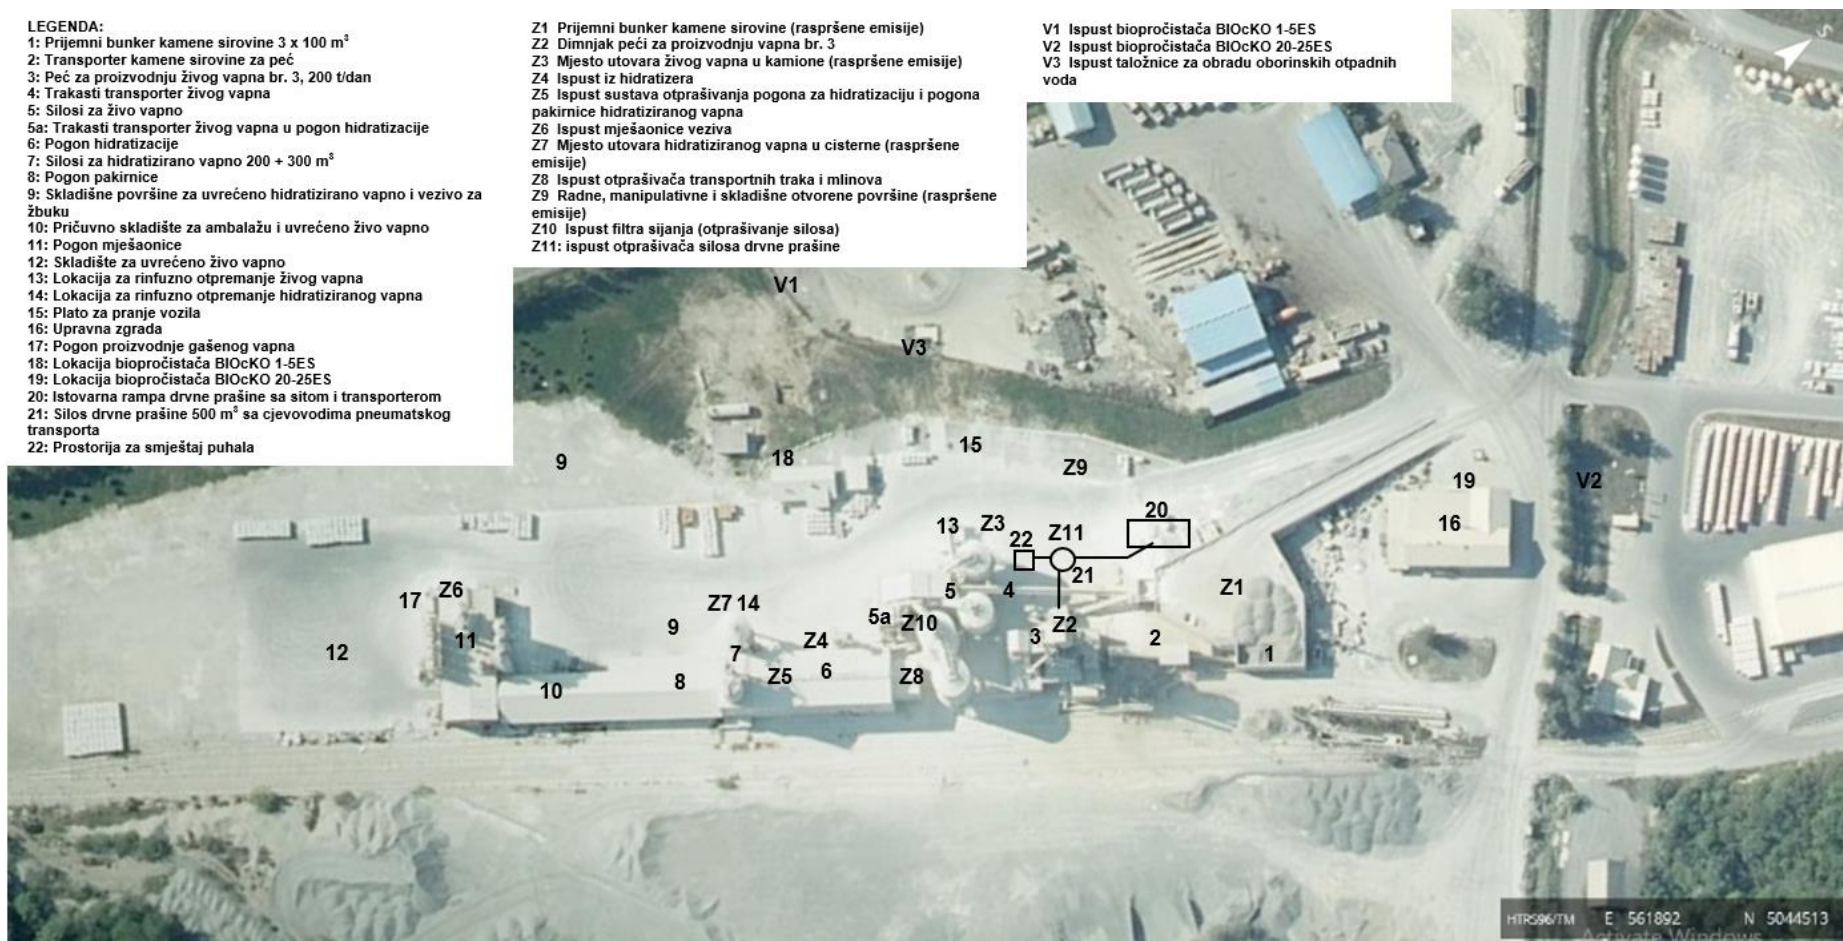 LEGENDA:
1: Prijemni bunker kamene sirovine 3 x 100 m³
2: Transporter kamene sirovine za peć
3: Peć za proizvodnju živog vapna br. 3, 200 t/dan
4: Trakasti transporter živog vapna
5: Silosi za živo vapno
5a: Trakasti transporter živog vapna u pogon hidratizacije
6: Pogon hidratizacije
7: Silosi za hidratizirano vapno 200 + 300 m³
8: Pogon pakirnice
9: Skladišne površine za uvrećeno hidratizirano vapno i vezivo za
žbuku
10: Pričuvno skladište za ambalažu i uvrećeno živo vapno
11: Pogon mješaonice
12: Skladište za uvrećeno živo vapno
13: Lokacija za rinfuzno otpremanje živog vapna
14: Lokacija za rinfuzno otpremanje hidratiziranog vapna
15: Plato za pranje vozila
16: Upravna zgrada
17: Pogon proizvodnje gašenog vapna
18: Lokacija biopročistača BIOcKO 1-5ES
19: Lokacija biopročistača BIOcKO 20-25ES
20: Istovarna rampa drvne prašine sa sitom i transporterom
21: Silos drvne prašine 500 m³ sa cjevovodima pneumatskog
transporta
22: Prostorija za smještaj puhala
Z1 Prijemni bunker kamene sirovine (raspršene emisije)
Z2 Dimnjak peći za proizvodnju vapna br. 3
Z3 Mjesto utovara živog vapna u kamione (raspršene emisije)
Z4 Ispust iz hidratizera
Z5 Ispust sustava otprašivanja pogona za hidratizaciju i pogona
pakirnice hidratiziranog vapna
Z6 Ispust mješaonice veziva
Z7 Mjesto utovara hidratiziranog vapna u cisterne (raspršene
emisije)
Z8 Ispust otprašivača transportnih traka i mlinova
Z9 Radne, manipulativne i skladišne otvorene površine (raspršene
emisije)
Z10 Ispust filtra sijanja (otprašivanje silosa)
Z11: ispust otprašivača silosa drvne prašine
V1 Ispust biopročistača BIOcKO 1-5ES
V2 Ispust biopročistača BIOcKO 20-25ES
V3 Ispust taložnice za obradu oborinskih otpadnih
voda
S
V1
V3
9
18
15
Z9
19
V2
20
16
13
Z3
22
Z11
21
17
Z6
Z7 14
5
4
Z1
5a
Z10
Z2
12
11
9
Z4
3
2
7
1
10
8
Z5
6
Z8
HTRS96/TM E 561892 N 5044513
Activate Windows